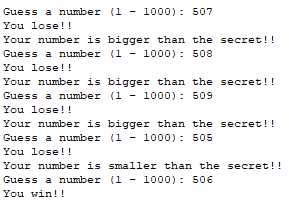 Guess a number (1 - 1000): 507
You lose!!
Your number is bigger than the secret!!
Guess a number (1 - 1000): 508
You lose!!
Your number is bigger than the secret!!
Guess a number (1 - 1000): 509
You lose!!
Your number is bigger than the secret!!
Guess a number (1 - 1000): 505
You lose!!
Your number is smaller than the secret!!
Guess a number (1 - 1000): 506
You win!!